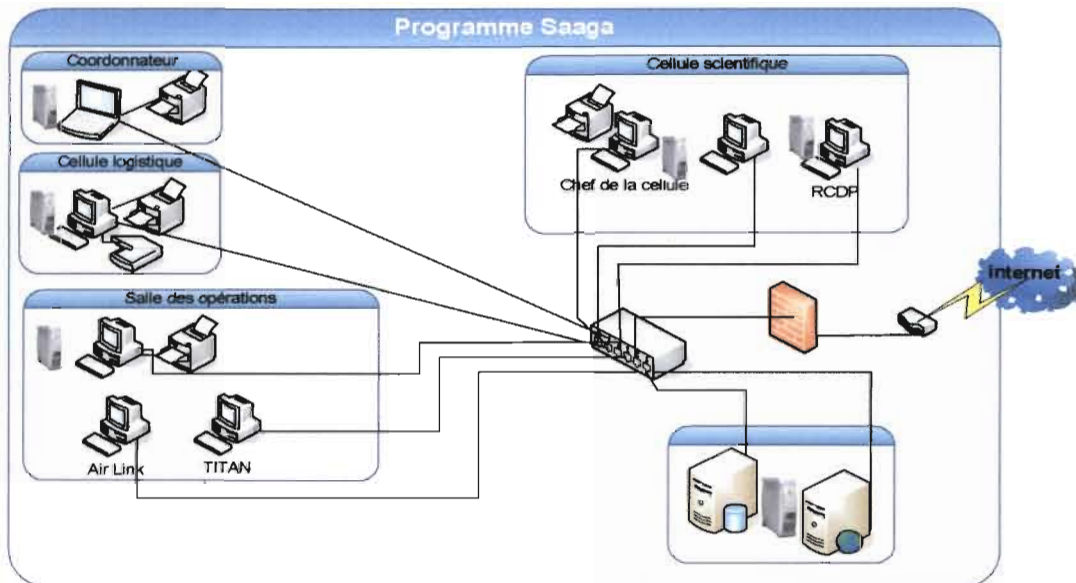 Programme Saaga
Coordonnateur
Cellule logistique
Salle des opérations
Air Link
TITAN
Cellule scientifique
Chef de la cellule
RCDP
internet